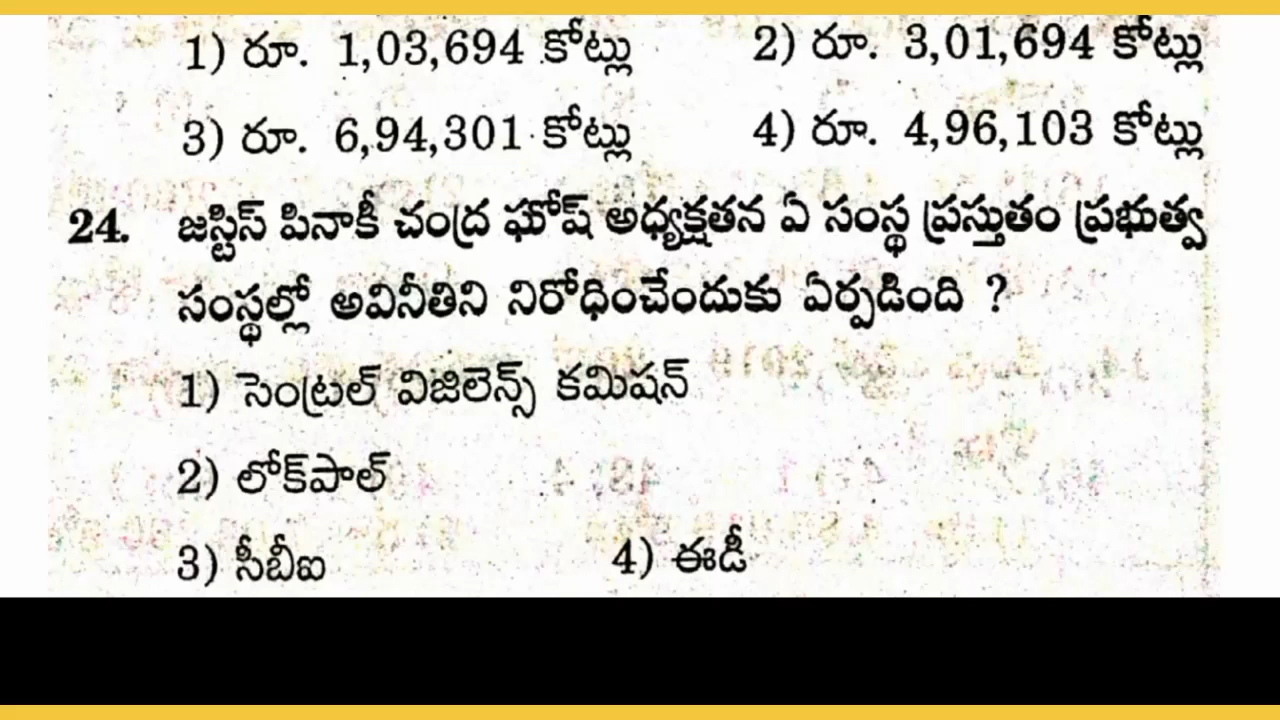 1) రూ. 1,03,694 కోట్లు 2) రూ. 3,01,694 కోట్లు
3) రూ. 6,94,301 కోట్లు 4) రూ. 4,96,103 కోట్లు
24. జస్టిస్ పినాకీ చంద్ర ఘోష్ అధ్యక్షతన ఏ సంస్థ ప్రస్తుతం ప్రభుత్వ
సంస్థల్లో అవినీతిని నిరోధించేందుకు ఏర్పడింది ?
1) సెంట్రల్ విజిలెన్స్ కమిషన్
2) లోక్‌పాల్
3) సీబీఐ 4) ఈడీ